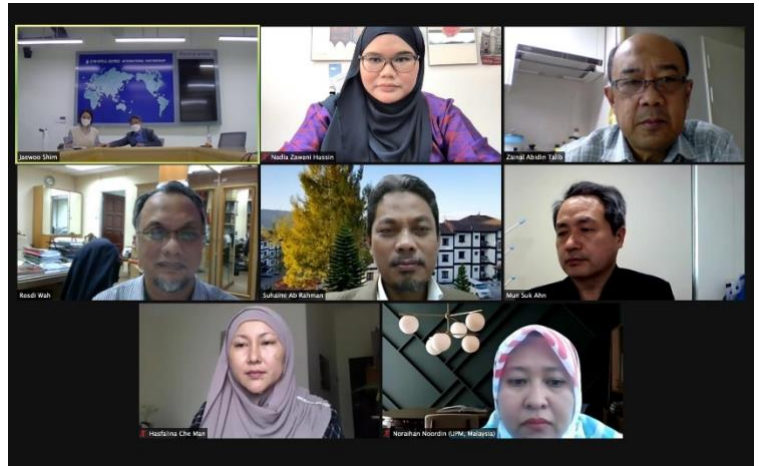 Jaewoo Shim
Nadia Zawani Hussin
Zainal Abidin Talib
Rosdi Wah
Suhaimi Ab Rahman
Mun Suk Ahn
Hasfalina Che Man
Noraihan Noordin (UPM, Malaysia)